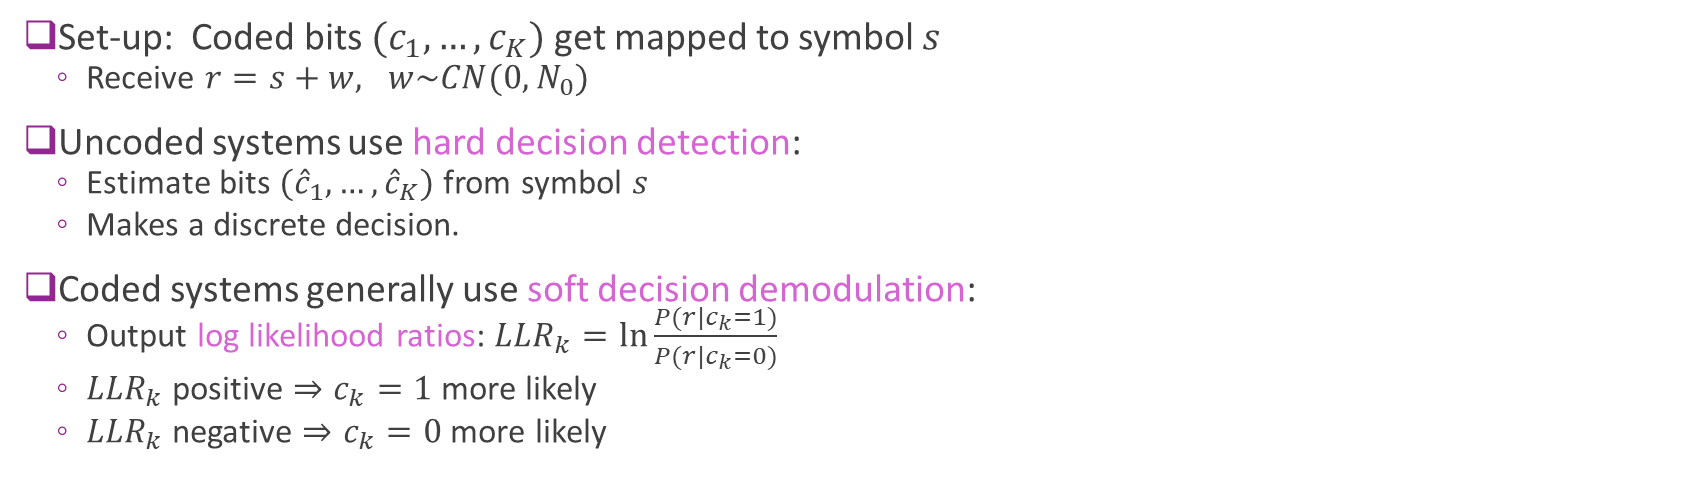 ❑Set-up: Coded bits (𝑐₁, … , 𝑐_K) get mapped to symbol 𝑠
◦ Receive 𝑟 = 𝑠 + 𝑤, 𝑤~𝐶𝑁(0, 𝑁₀)
❑Uncoded systems use hard decision detection:
◦ Estimate bits (ĉ₁, … , ĉ_K) from symbol 𝑠
◦ Makes a discrete decision.
❑Coded systems generally use soft decision demodulation:
◦ Output log likelihood ratios: 𝐿𝐿𝑅ₖ = ln 𝑃(𝑟|𝑐ₖ=1)/𝑃(𝑟|𝑐ₖ=0)
◦ 𝐿𝐿𝑅ₖ positive ⇒ 𝑐ₖ = 1 more likely
◦ 𝐿𝐿𝑅ₖ negative ⇒ 𝑐ₖ = 0 more likely